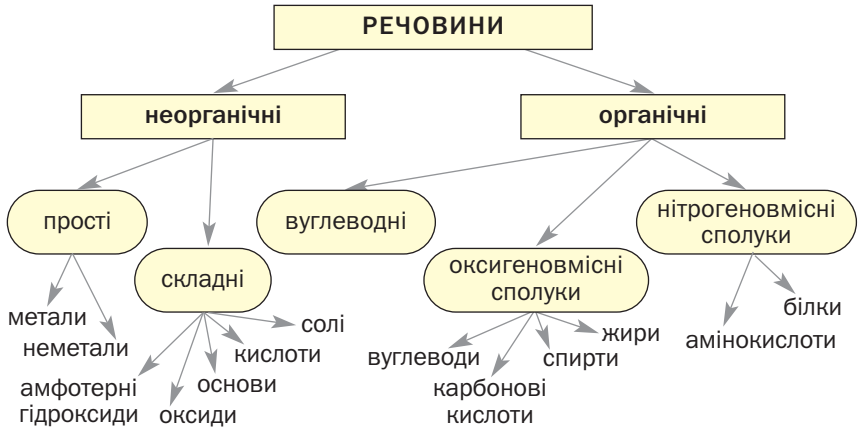 РЕЧОВИНИ
неорганічні
органічні
прості
вуглеводні
нітрогеновмісні
сполуки
складні
оксигеновмісні
сполуки
метали
неметали
солі
кислоти
основи
оксиди
амфотерні
гідроксиди
вуглеводи
карбонові
кислоти
спирти
жири
амінокислоти
білки